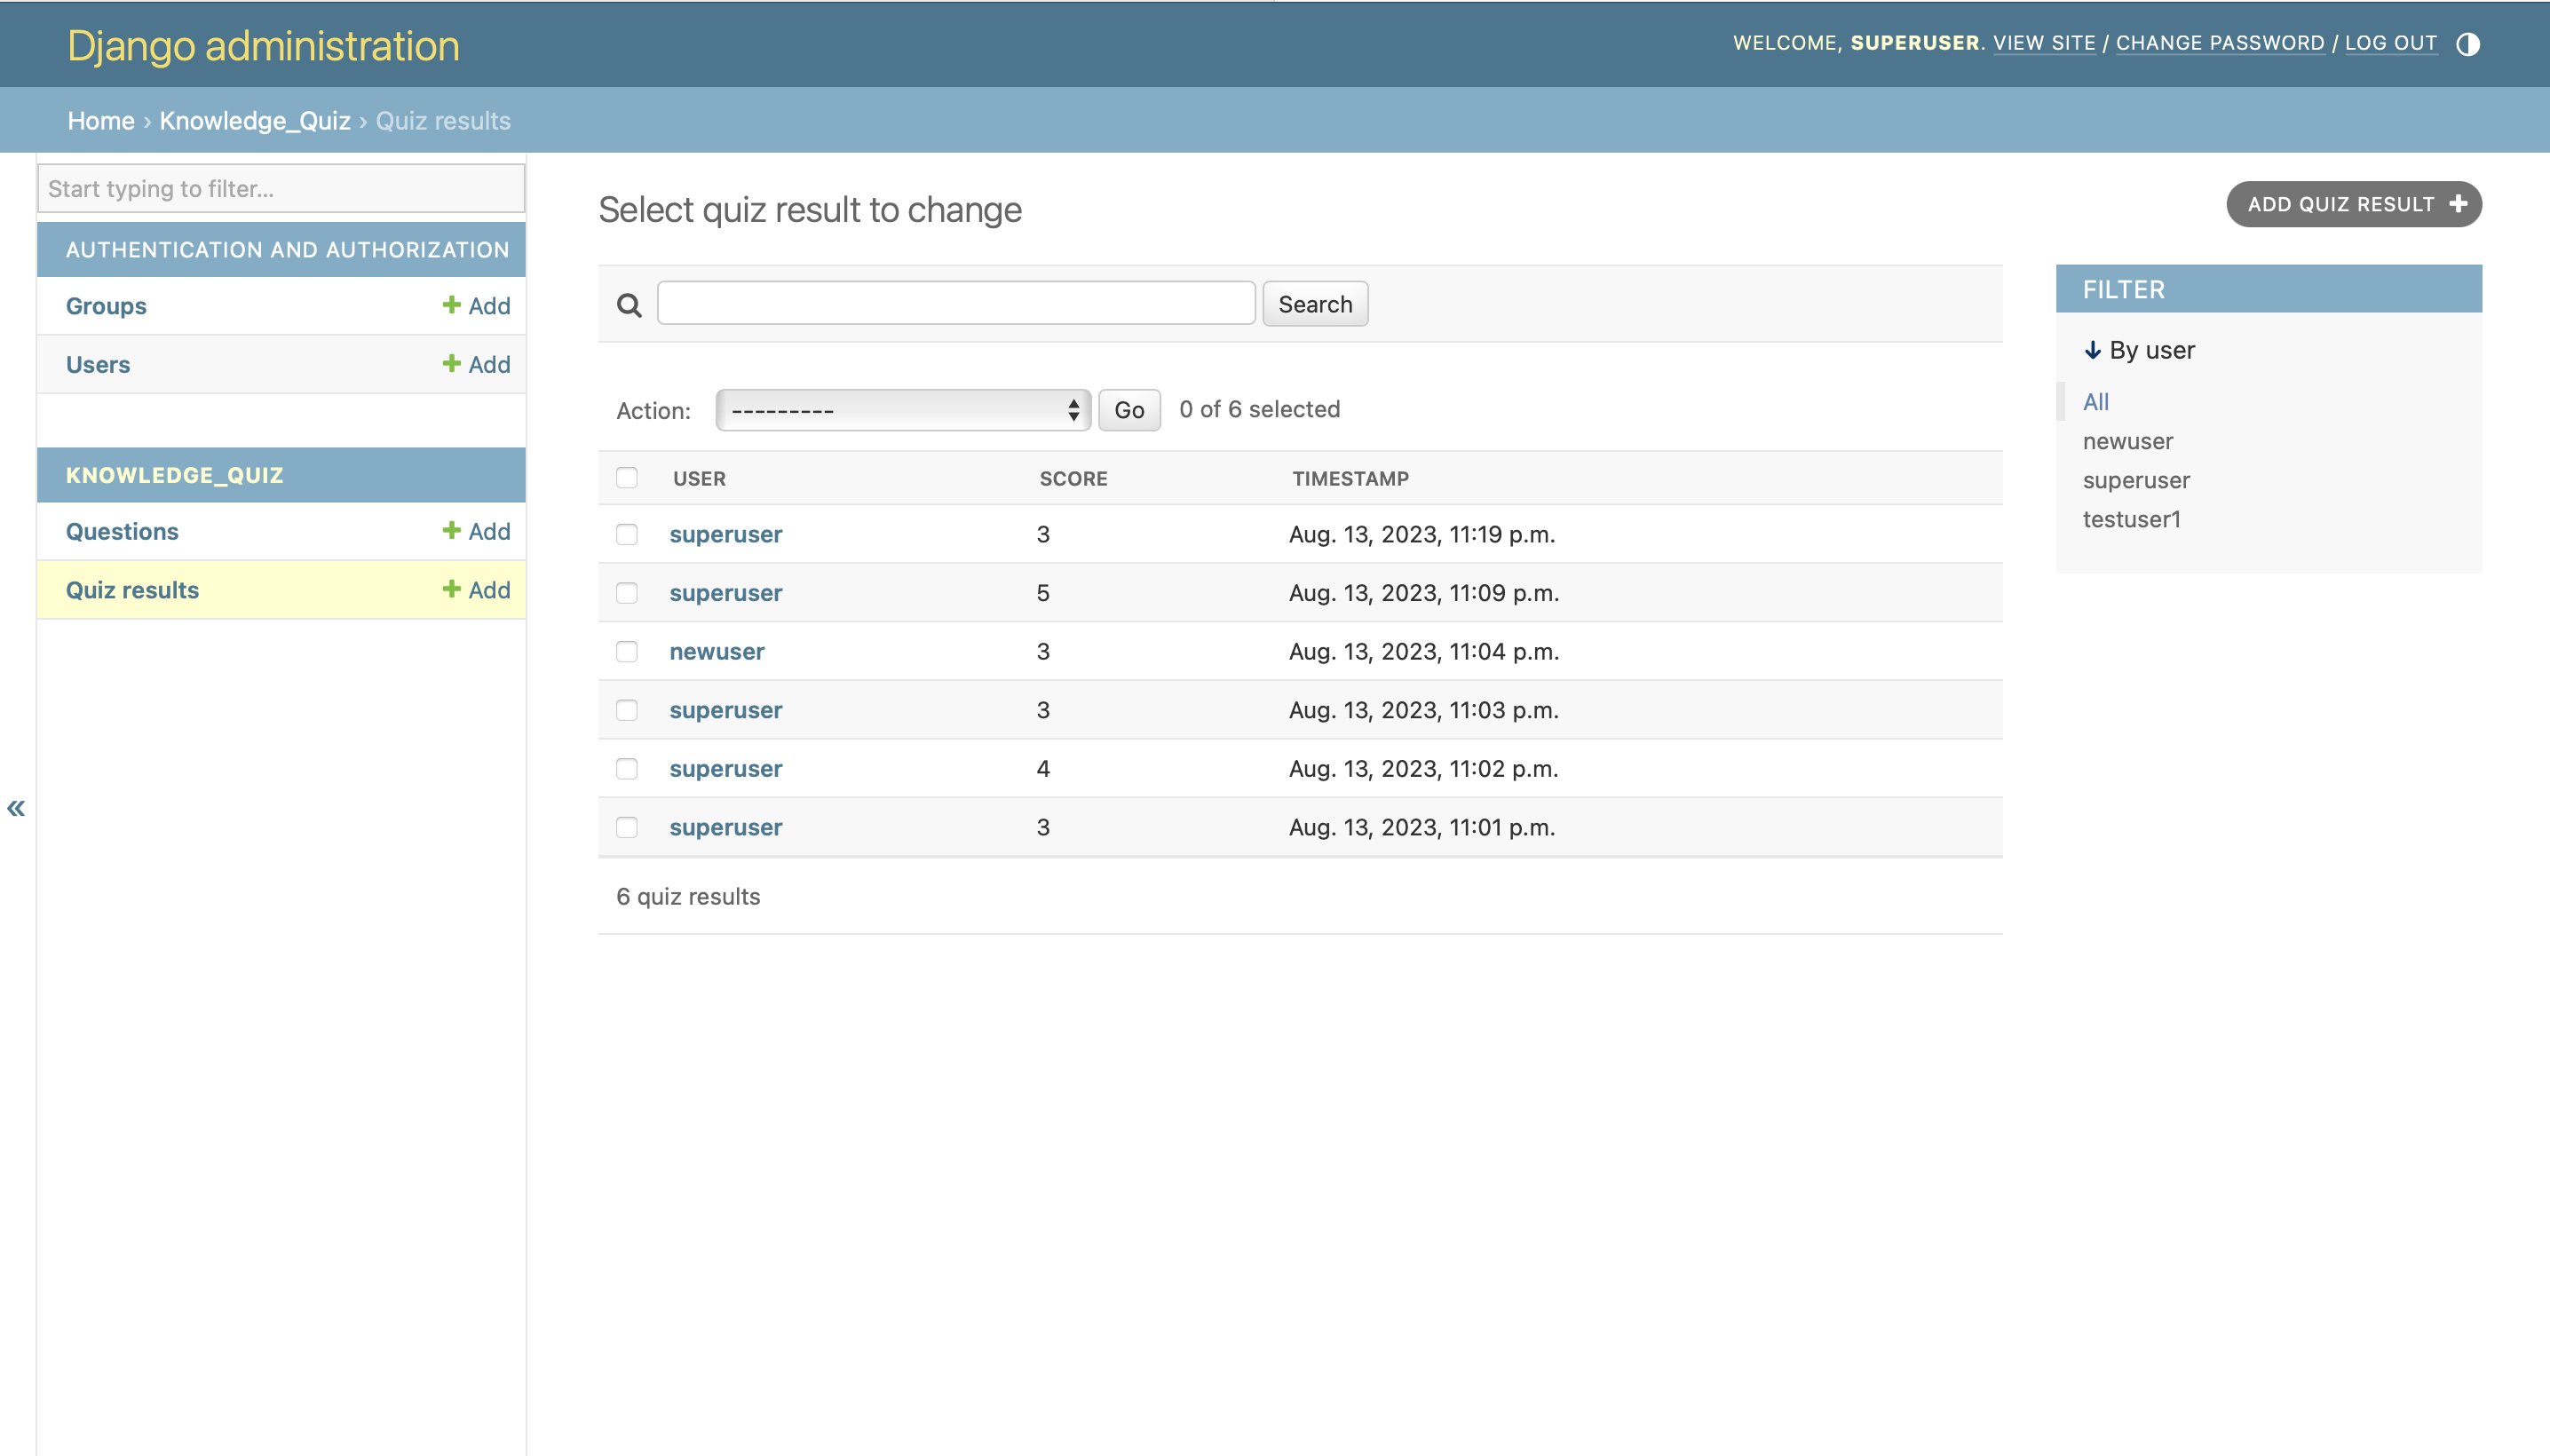 Django administration
WELCOME, SUPERUSER. VIEW SITE / CHANGE PASSWORD / LOG OUT
Home › Knowledge_Quiz › Quiz results
Start typing to filter...
AUTHENTICATION AND AUTHORIZATION
Groups + Add
Users + Add
KNOWLEDGE_QUIZ
Questions + Add
Quiz results + Add
«
Select quiz result to change
ADD QUIZ RESULT +
Search
Action: --------- Go 0 of 6 selected
USER SCORE TIMESTAMP
superuser 3 Aug. 13, 2023, 11:19 p.m.
superuser 5 Aug. 13, 2023, 11:09 p.m.
newuser 3 Aug. 13, 2023, 11:04 p.m.
superuser 3 Aug. 13, 2023, 11:03 p.m.
superuser 4 Aug. 13, 2023, 11:02 p.m.
superuser 3 Aug. 13, 2023, 11:01 p.m.
6 quiz results
FILTER
↓ By user
All
newuser
superuser
testuser1